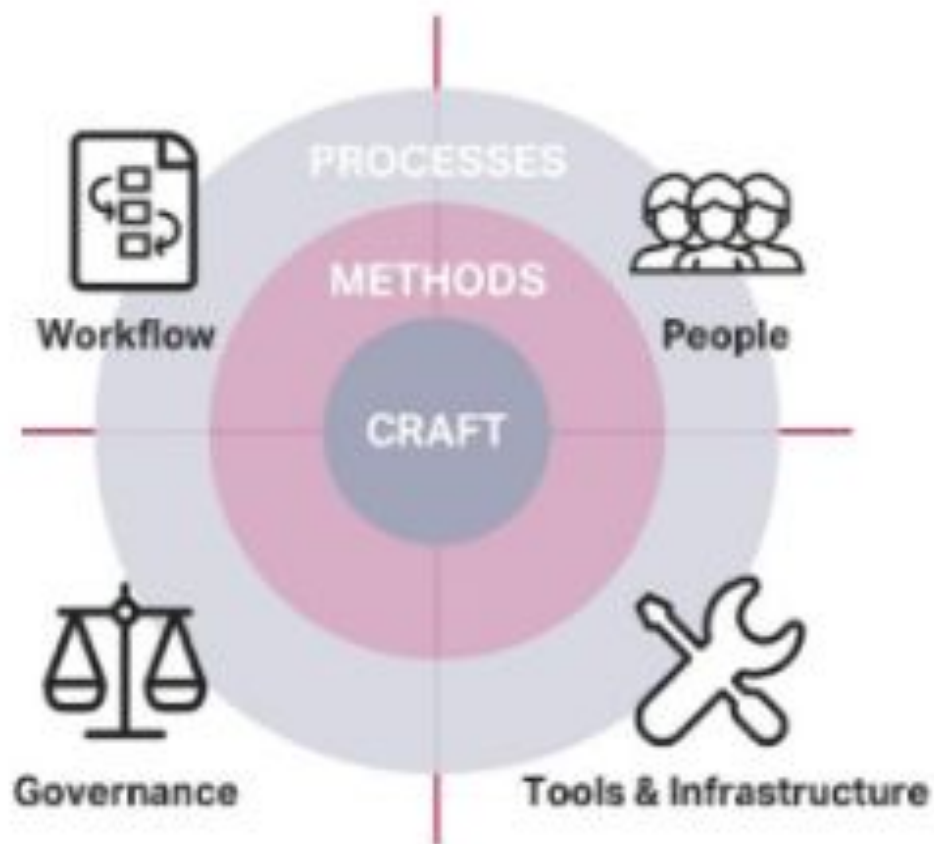 PROCESSES
METHODS
Workflow
People
CRAFT
Governance
Tools & Infrastructure